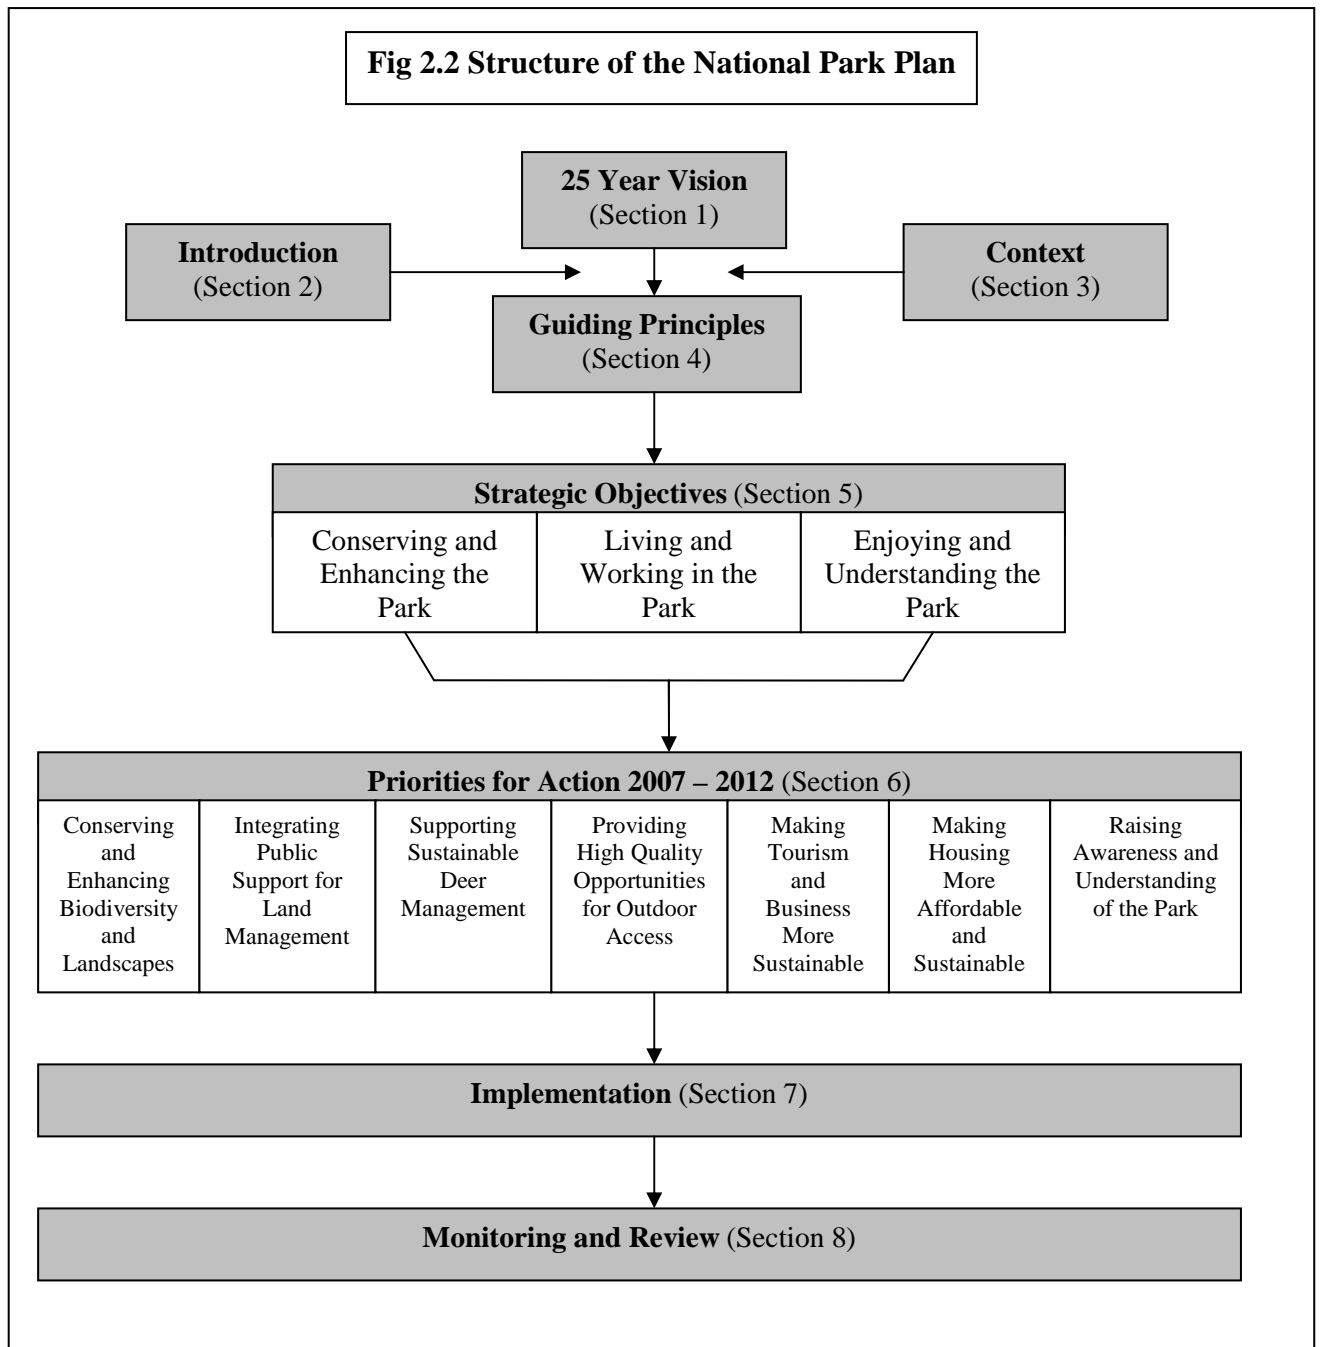 Fig 2.2 Structure of the National Park Plan
25 Year Vision
(Section 1)
Introduction
(Section 2)
Context
(Section 3)
Guiding Principles
(Section 4)
Strategic Objectives (Section 5)
Conserving and
Enhancing the
Park
Living and
Working in the
Park
Enjoying and
Understanding the
Park
Priorities for Action 2007 – 2012 (Section 6)
Conserving
and
Enhancing
Biodiversity
and
Landscapes
Integrating
Public
Support for
Land
Management
Supporting
Sustainable
Deer
Management
Providing
High Quality
Opportunities
for Outdoor
Access
Making
Tourism
and
Business
More
Sustainable
Making
Housing
More
Affordable
and
Sustainable
Raising
Awareness and
Understanding
of the Park
Implementation (Section 7)
Monitoring and Review (Section 8)